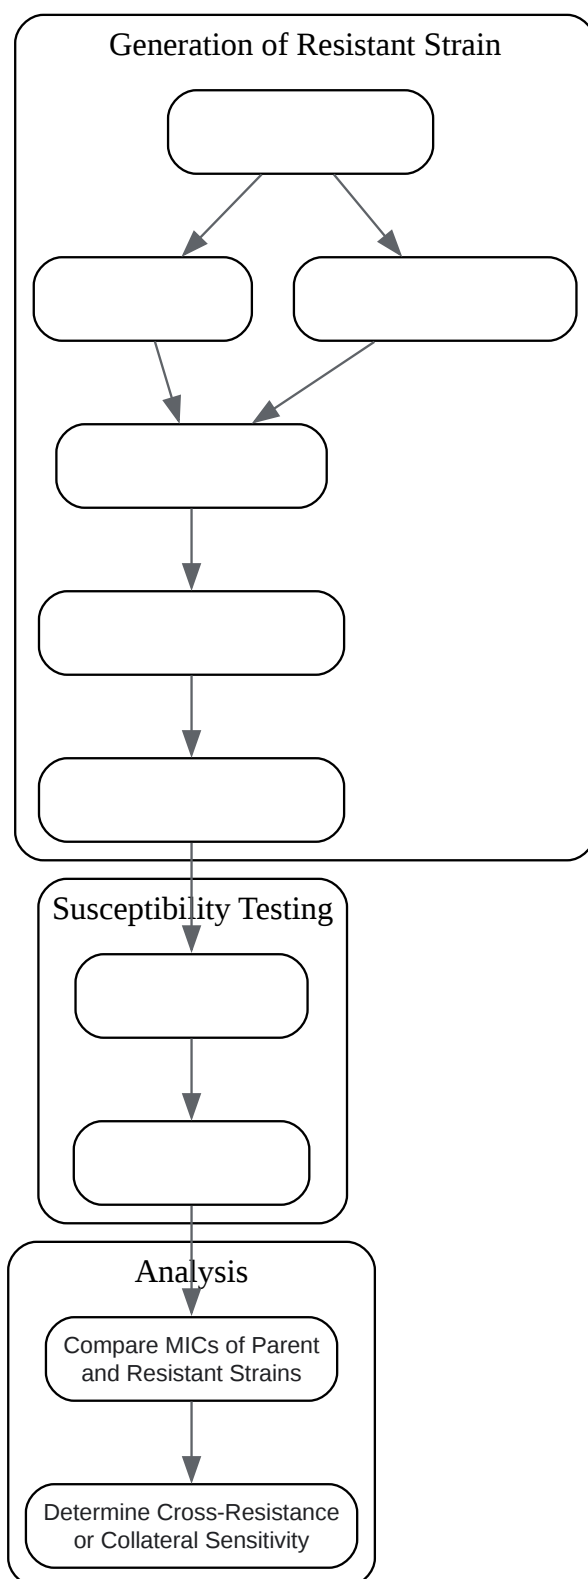 Generation of Resistant Strain
Susceptibility Testing
Analysis
Compare MICs of Parent
and Resistant Strains
Determine Cross-Resistance
or Collateral Sensitivity